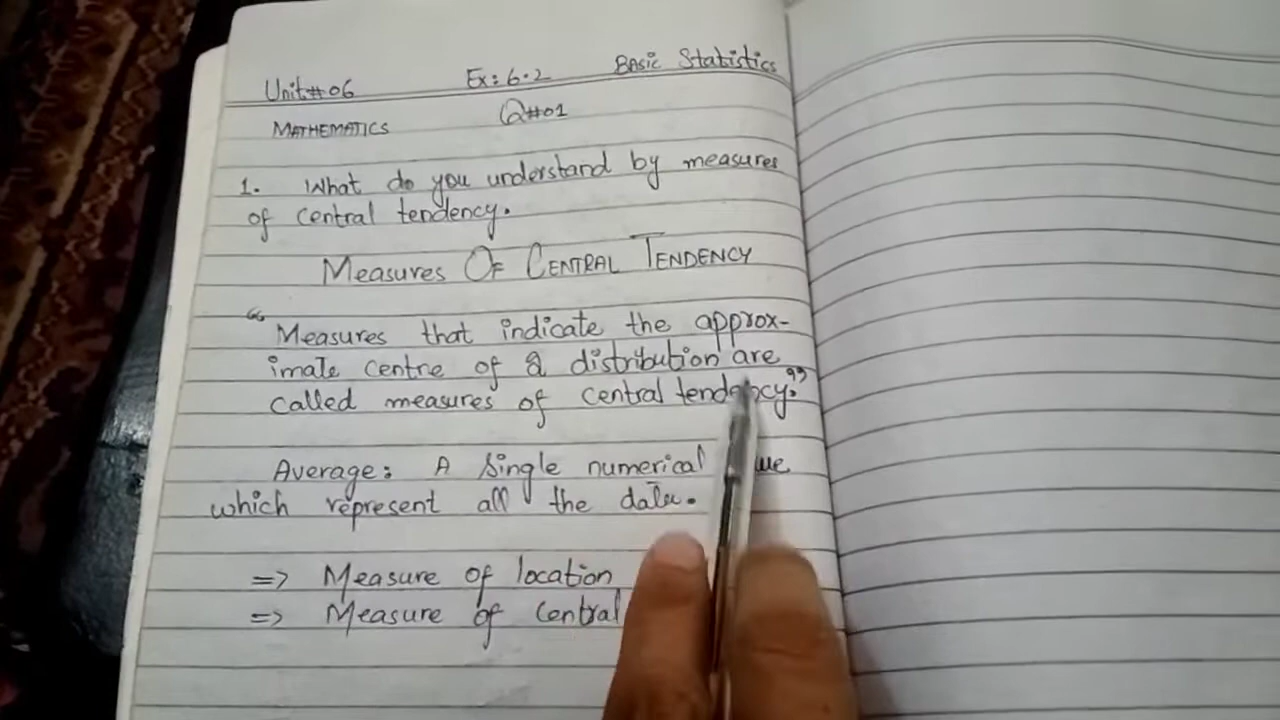 Unit#06 Ex: 6.2 Basic Statistics
MATHEMATICS Q#01
1. What do you understand by measures
of central tendency.
Measures Of Central Tendency
“ Measures that indicate the approx-
imate centre of a distribution are
called measures of central tendency.”
Average: A single numerical
which represent all the data.
=> Measure of location
=> Measure of central